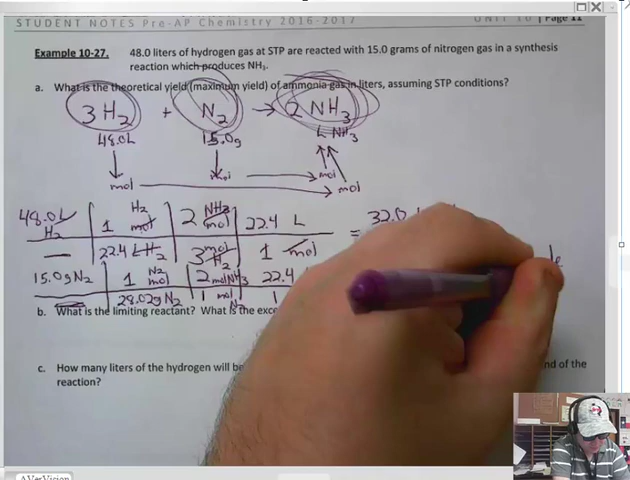 STUDENT NOTES Pre-AP Chemistry 2016-2017 UNIT 10 | Page 11
Example 10-27. 48.0 liters of hydrogen gas at STP are reacted with 15.0 grams of nitrogen gas in a synthesis
reaction which produces NH₃.
a. What is the theoretical yield (maximum yield) of ammonia gas in liters, assuming STP conditions?
3H₂ + N₂ → 2NH₃
48.0L 15.0g L NH₃
mol mol mol
mol
48.0L H₂ | 1 mol H₂ | 2 mol NH₃ | 22.4 L = 32.0
22.4 L H₂ | 3 mol H₂ | 1 mol
15.0g N₂ | 1 mol N₂ | 2 mol NH₃ | 22.4
28.02g N₂ | 1 mol N₂ | 1
b. What is the limiting reactant? What is the
c. How many liters of the hydrogen will be nd of the
reaction?
AVerVision